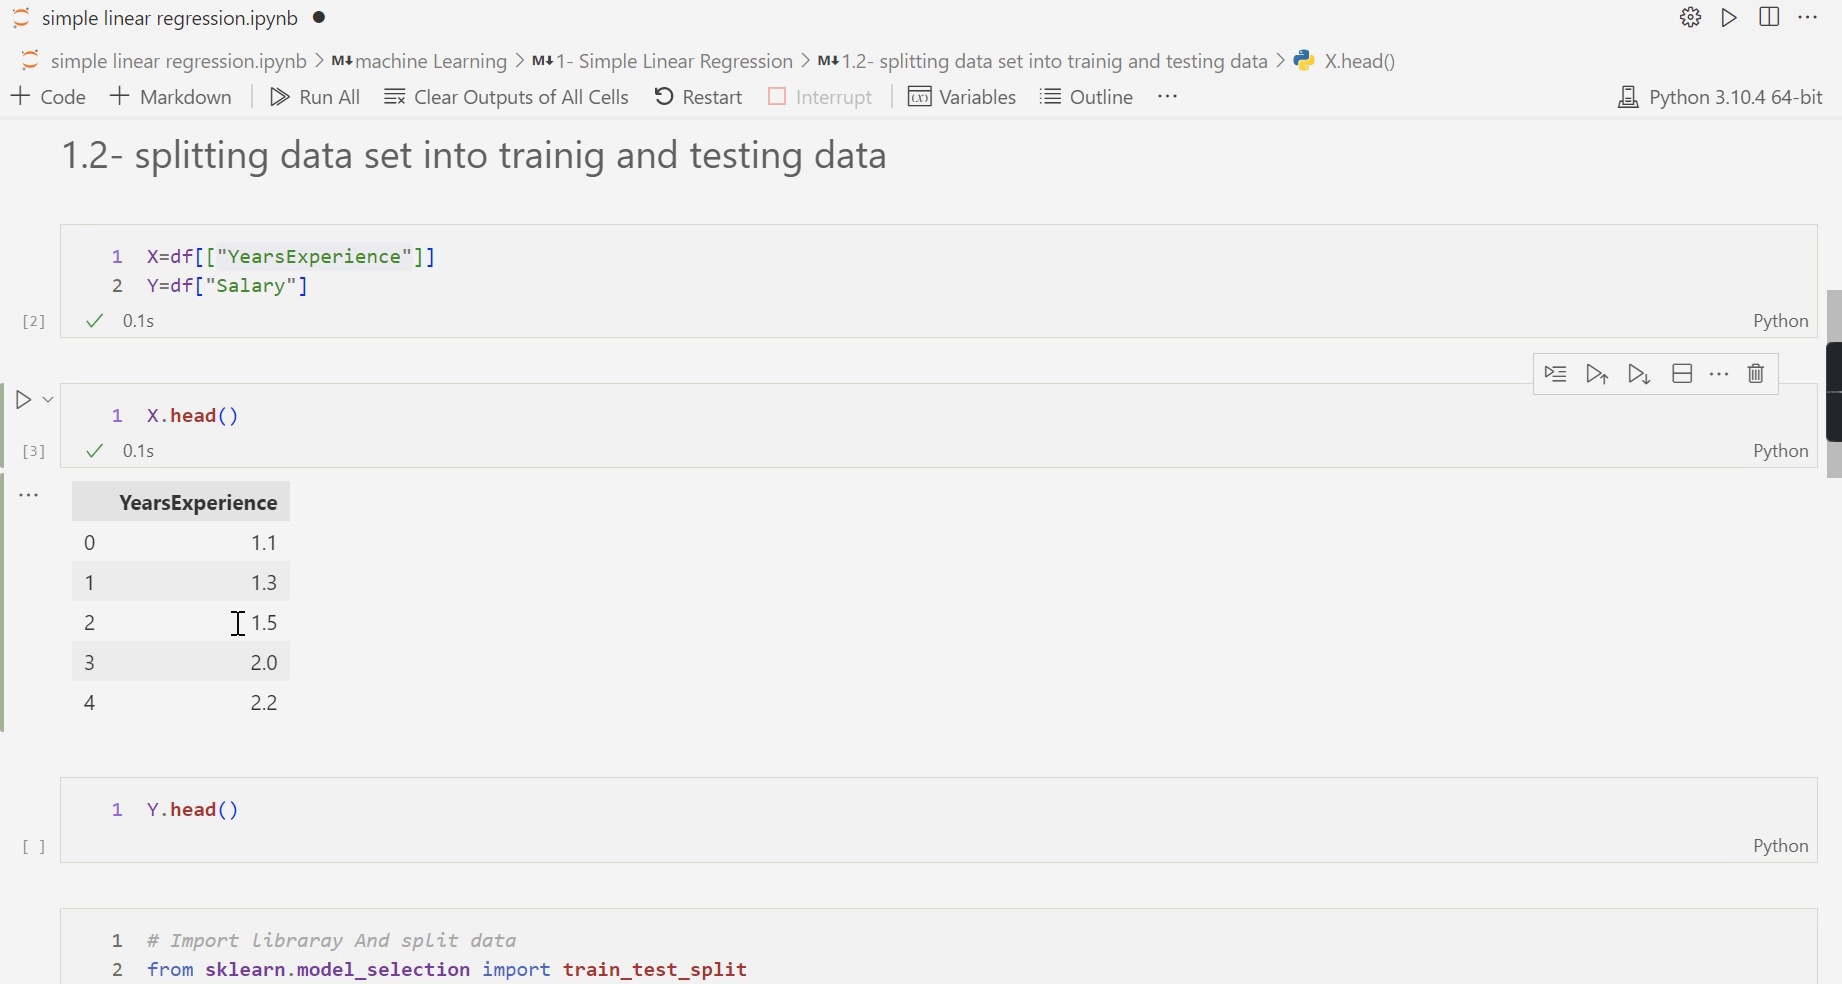 simple linear regression.ipynb ●
simple linear regression.ipynb > M↓ machine Learning > M↓ 1- Simple Linear Regression > M↓ 1.2- splitting data set into trainig and testing data > X.head()
+ Code + Markdown Run All Clear Outputs of All Cells Restart Interrupt (x) Variables Outline ··· Python 3.10.4 64-bit
1.2- splitting data set into trainig and testing data
1 X=df[["YearsExperience"]]
2 Y=df["Salary"]
[2] ✓ 0.1s Python
1 X.head()
[3] ✓ 0.1s Python
YearsExperience
0 1.1
1 1.3
2 1.5
3 2.0
4 2.2
1 Y.head()
[ ] Python
1 # Import libraray And split data
2 from sklearn.model_selection import train_test_split